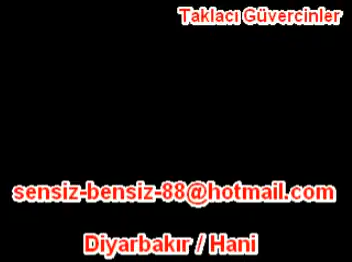 Taklacı Güvercinler
sensiz-bensiz-88@hotmail.com
Diyarbakır / Hani